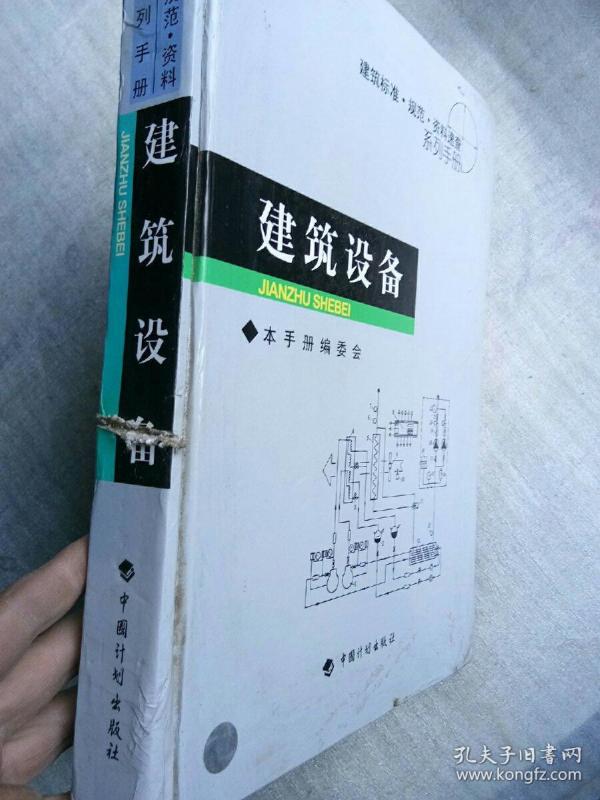 列手册
规范·资料
建筑设备
JIANZHU SHEBEI
中国计划出版社
建筑标准·规范·资料速查
系列手册
建筑设备
JIANZHU SHEBEI
◆本手册编委会
中国计划出版社
孔夫子旧书网
www.kongfz.com